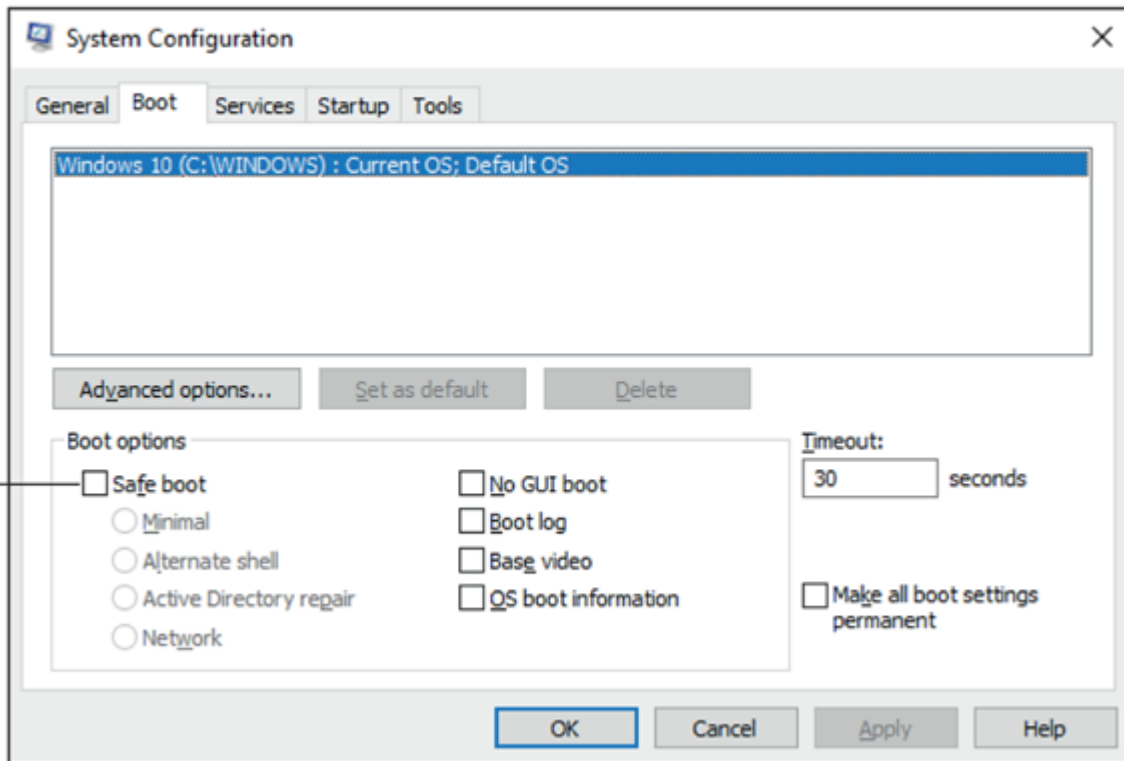 System Configuration
General Boot Services Startup Tools
Windows 10 (C:\WINDOWS) : Current OS; Default OS
Advanced options... Set as default Delete
Boot options
Safe boot
Minimal
Alternate shell
Active Directory repair
Network
No GUI boot
Boot log
Base video
OS boot information
Timeout:
30 seconds
Make all boot settings
permanent
OK Cancel Apply Help